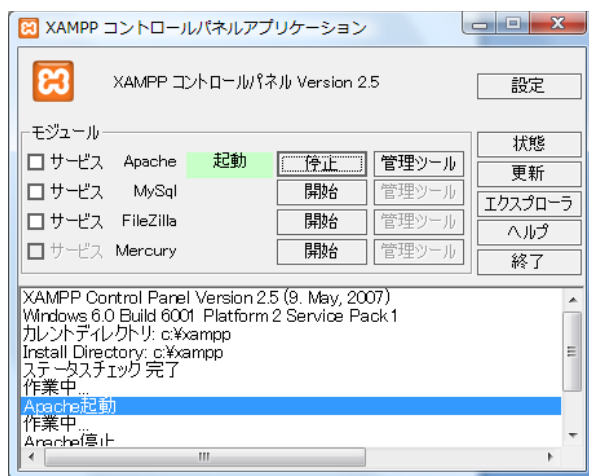 XAMPP コントロールパネルアプリケーション
XAMPP コントロールパネル Version 2.5
設定
モジュール
サービス Apache 起動 停止 管理ツール
サービス MySql 開始 管理ツール
サービス FileZilla 開始 管理ツール
サービス Mercury 開始 管理ツール
状態
更新
エクスプローラ
ヘルプ
終了
XAMPP Control Panel Version 2.5 (9. May, 2007)
Windows 6.0 Build 6001 Platform 2 Service Pack 1
カレントディレクトリ: c:¥xampp
Install Directory: c:¥xampp
ステータスチェック 完了
作業中...
Apache起動
作業中...
Apache停止